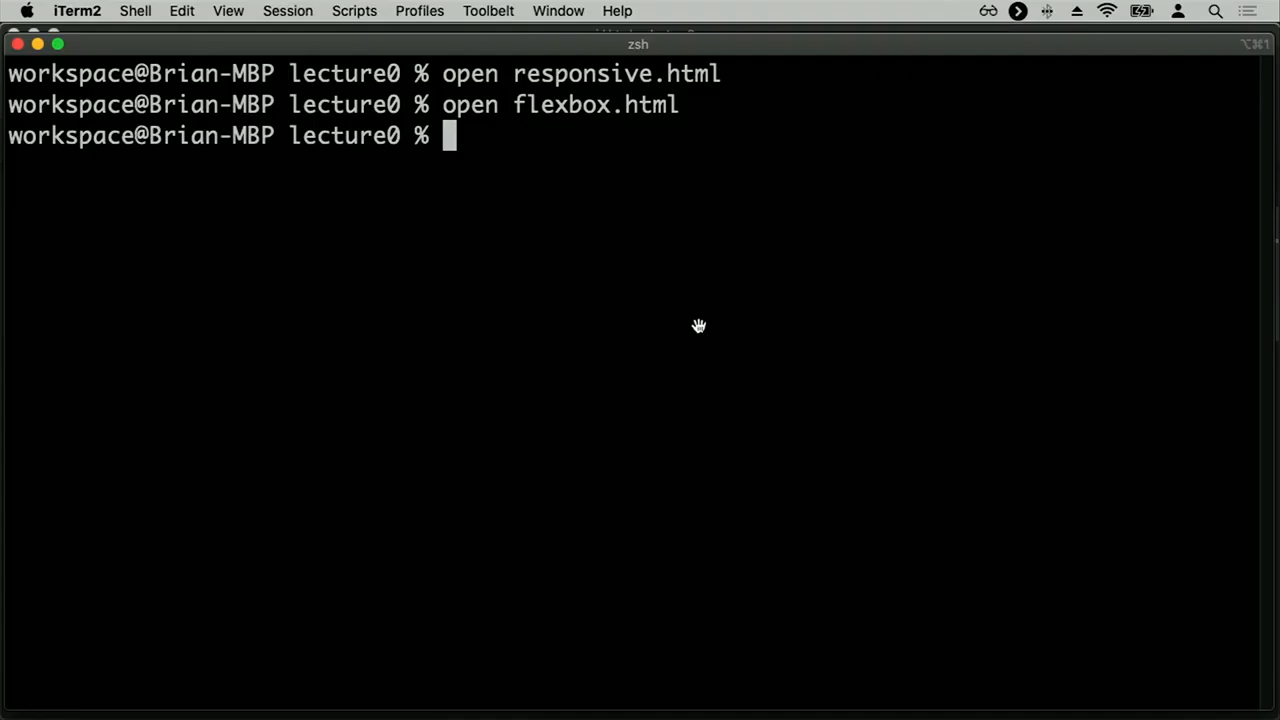 iTerm2 Shell Edit View Session Scripts Profiles Toolbelt Window Help
zsh ⌥⌘1
workspace@Brian-MBP lecture0 % open responsive.html
workspace@Brian-MBP lecture0 % open flexbox.html
workspace@Brian-MBP lecture0 %